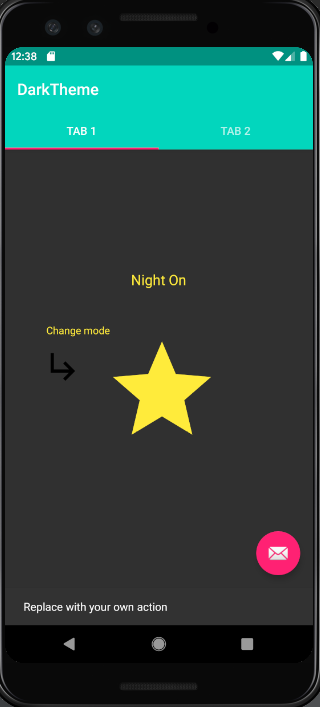 12:38
DarkTheme
TAB 1
TAB 2
Night On
Change mode
Replace with your own action